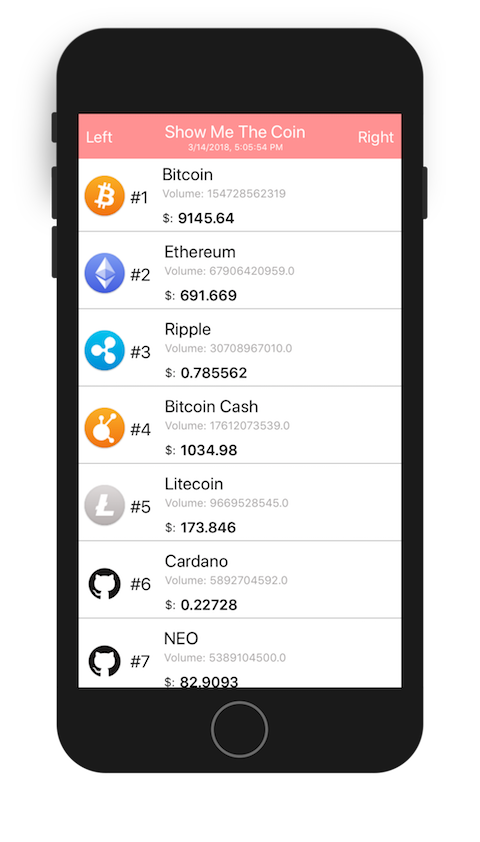 Left
Show Me The Coin
Right
3/14/2018, 5:05:54 PM
Bitcoin
Volume: 154728562319
#1
$: 9145.64
Ethereum
Volume: 67906420959.0
#2
$: 691.669
Ripple
Volume: 30708967010.0
#3
$: 0.785562
Bitcoin Cash
Volume: 17612073539.0
#4
$: 1034.98
Litecoin
Volume: 9669528545.0
#5
$: 173.846
Cardano
Volume: 5892704592.0
#6
$: 0.22728
NEO
Volume: 5389104500.0
#7
$: 82.9093